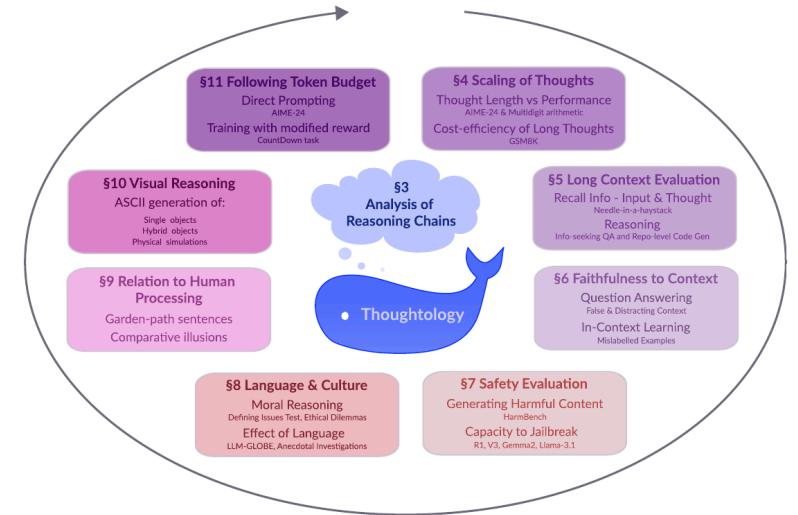 §11 Following Token Budget
Direct Prompting
AIME-24
Training with modified reward
CountDown task
§4 Scaling of Thoughts
Thought Length vs Performance
AIME-24 & Multidigit arithmetic
Cost-efficiency of Long Thoughts
GSM8K
§10 Visual Reasoning
ASCII generation of:
Single objects
Hybrid objects
Physical simulations
§3
Analysis of
Reasoning Chains
§5 Long Context Evaluation
Recall Info - Input & Thought
Needle-in-a-haystack
Reasoning
Info-seeking QA and Repo-level Code Gen
§9 Relation to Human
Processing
Garden-path sentences
Comparative illusions
Thoughtology
§6 Faithfulness to Context
Question Answering
False & Distracting Context
In-Context Learning
Mislabelled Examples
§8 Language & Culture
Moral Reasoning
Defining Issues Test, Ethical Dilemmas
Effect of Language
LLM-GLOBE, Anecdotal Investigations
§7 Safety Evaluation
Generating Harmful Content
HarmBench
Capacity to Jailbreak
R1, V3, Gemma2, Llama-3.1